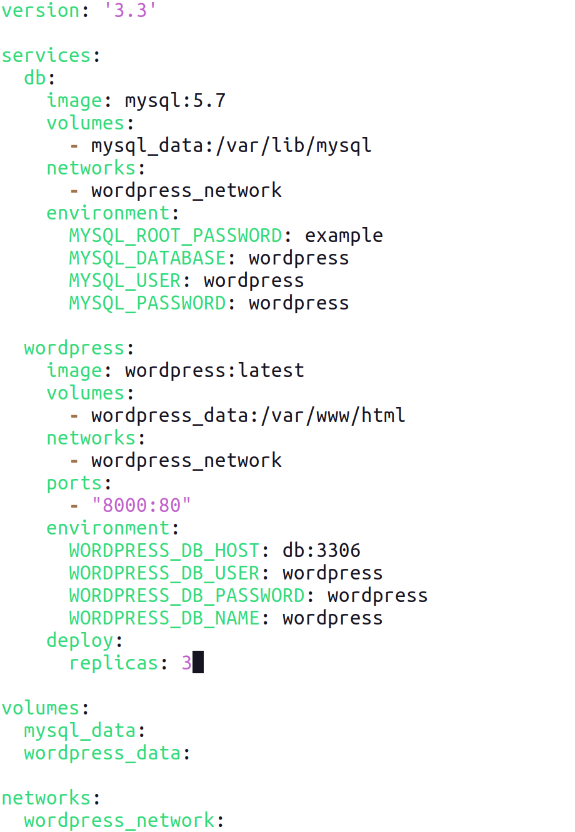 version: '3.3'

services:
  db:
    image: mysql:5.7
    volumes:
      - mysql_data:/var/lib/mysql
    networks:
      - wordpress_network
    environment:
      MYSQL_ROOT_PASSWORD: example
      MYSQL_DATABASE: wordpress
      MYSQL_USER: wordpress
      MYSQL_PASSWORD: wordpress

  wordpress:
    image: wordpress:latest
    volumes:
      - wordpress_data:/var/www/html
    networks:
      - wordpress_network
    ports:
      - "8000:80"
    environment:
      WORDPRESS_DB_HOST: db:3306
      WORDPRESS_DB_USER: wordpress
      WORDPRESS_DB_PASSWORD: wordpress
      WORDPRESS_DB_NAME: wordpress
    deploy:
      replicas: 3

volumes:
  mysql_data:
  wordpress_data:

networks:
  wordpress_network: